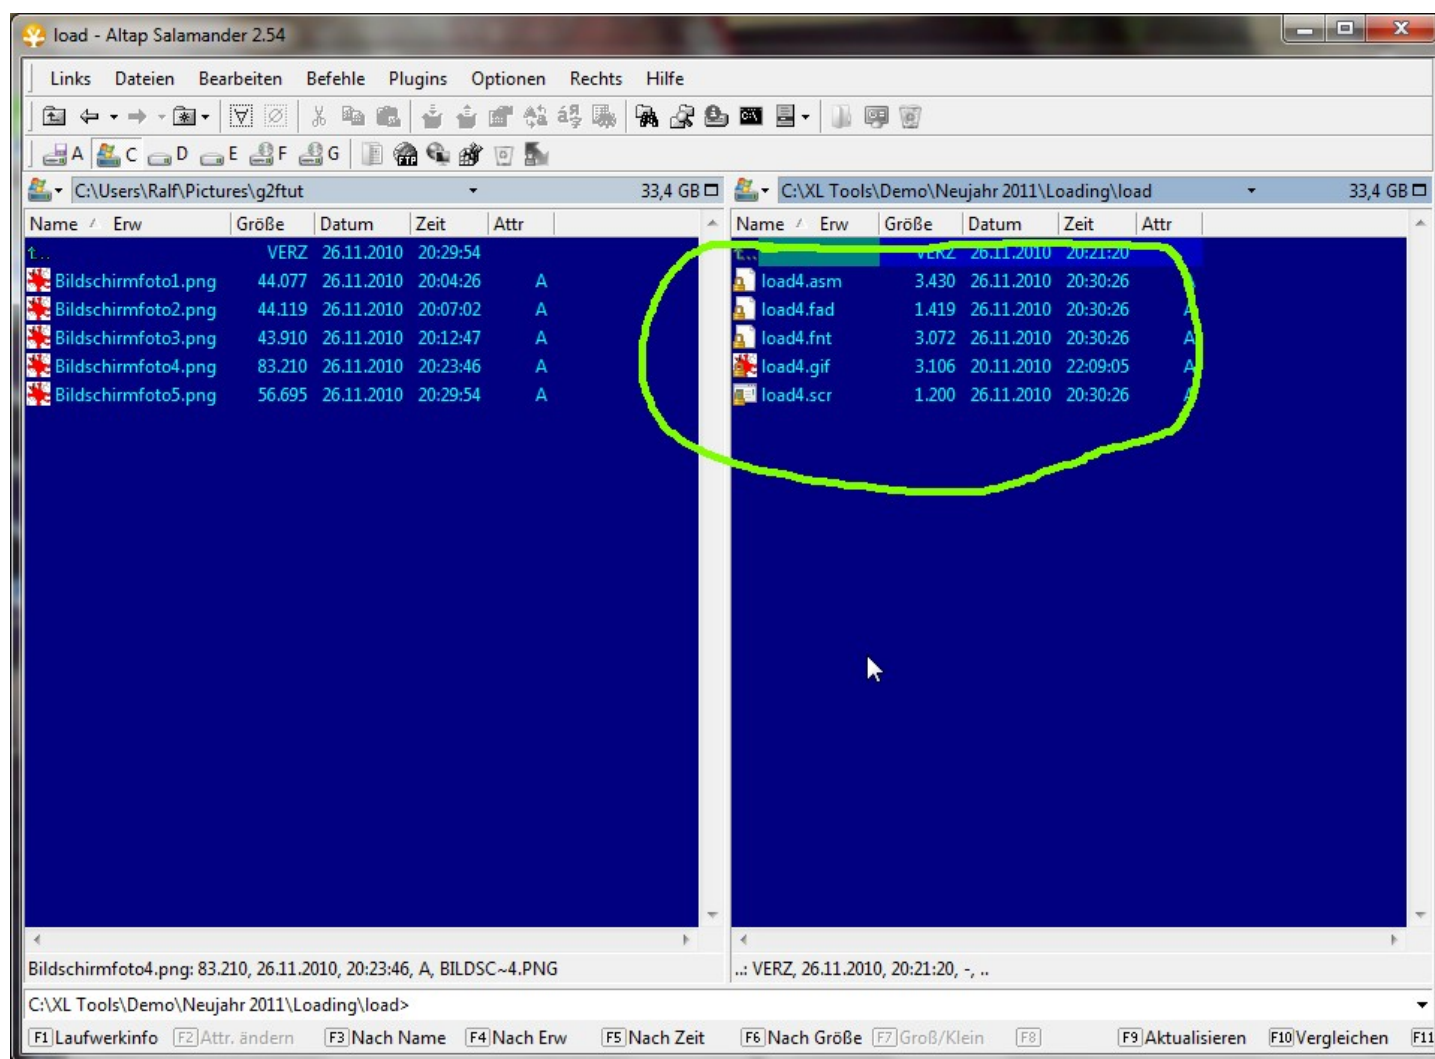 load - Altap Salamander 2.54
Links Dateien Bearbeiten Befehle Plugins Optionen Rechts Hilfe
A C D E F G
C:\Users\Ralf\Pictures\g2ftut 33,4 GB
Name Erw Größe Datum Zeit Attr
.. VERZ 26.11.2010 20:29:54
Bildschirmfoto1.png 44.077 26.11.2010 20:04:26 A
Bildschirmfoto2.png 44.119 26.11.2010 20:07:02 A
Bildschirmfoto3.png 43.910 26.11.2010 20:12:47 A
Bildschirmfoto4.png 83.210 26.11.2010 20:23:46 A
Bildschirmfoto5.png 56.695 26.11.2010 20:29:54 A
Bildschirmfoto4.png: 83.210, 26.11.2010, 20:23:46, A, BILDSC~4.PNG
C:\XL Tools\Demo\Neujahr 2011\Loading\load 33,4 GB
Name Erw Größe Datum Zeit Attr
.. VERZ 26.11.2010 20:21:20
load4.asm 3.430 26.11.2010 20:30:26 A
load4.fad 1.419 26.11.2010 20:30:26 A
load4.fnt 3.072 26.11.2010 20:30:26 A
load4.gif 3.106 20.11.2010 22:09:05 A
load4.scr 1.200 26.11.2010 20:30:26 A
..: VERZ, 26.11.2010, 20:21:20, -, ..
C:\XL Tools\Demo\Neujahr 2011\Loading\load>
F1 Laufwerkinfo F2 Attr. ändern F3 Nach Name F4 Nach Erw F5 Nach Zeit F6 Nach Größe F7 Groß/Klein F8 F9 Aktualisieren F10 Vergleichen F11